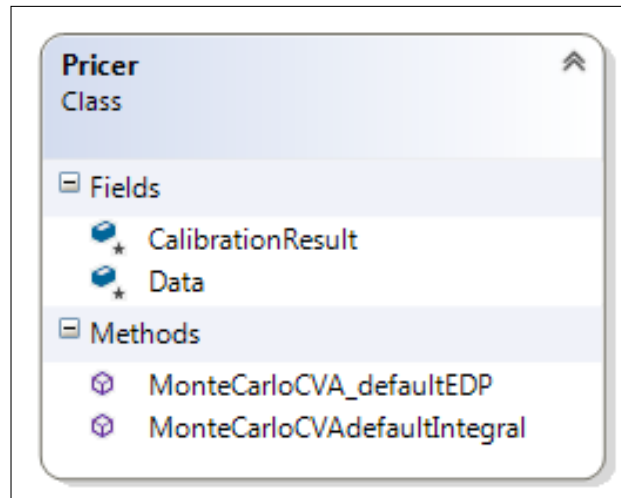 Pricer
Class
Fields
CalibrationResult
Data
Methods
MonteCarloCVA_defaultEDP
MonteCarloCVAdefaultIntegral